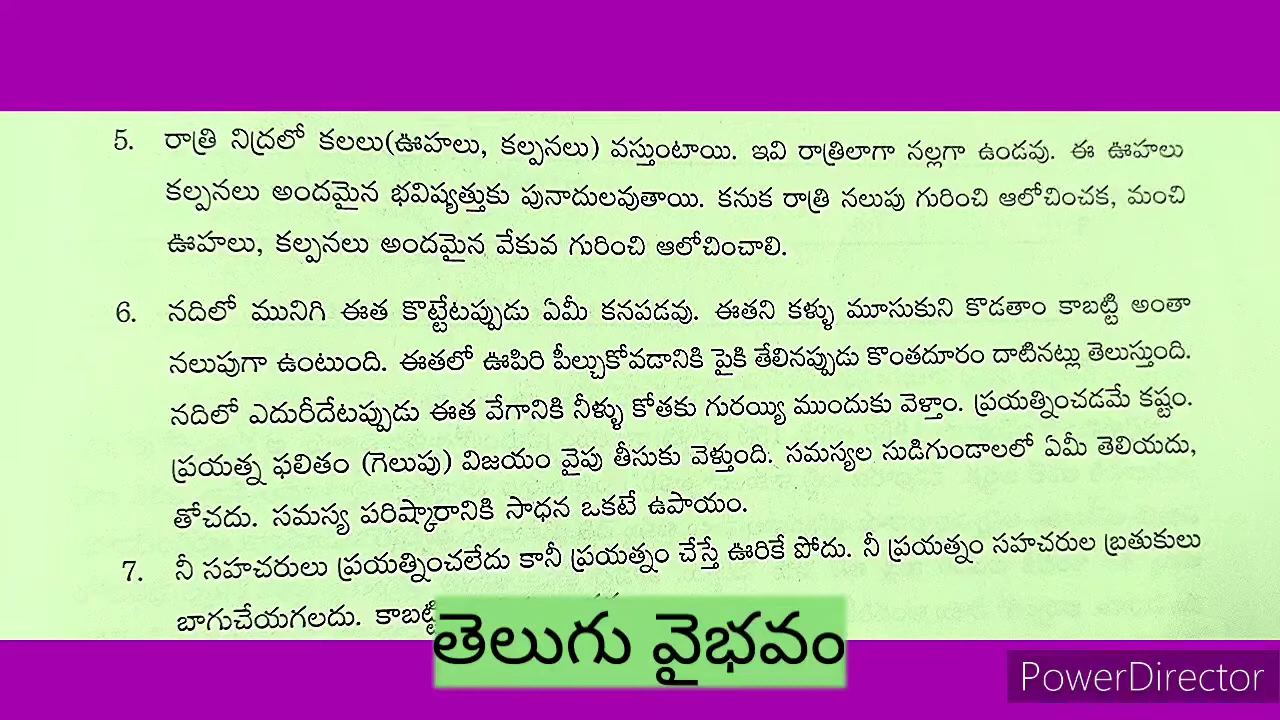 5. రాత్రి నిద్రలో కలలు(ఊహలు, కల్పనలు) వస్తుంటాయి. ఇవి రాత్రిలాగా నల్లగా ఉండవు. ఈ ఊహలు
కల్పనలు అందమైన భవిష్యత్తుకు పునాదులవుతాయి. కనుక రాత్రి నలుపు గురించి ఆలోచించక, మంచి
ఊహలు, కల్పనలు అందమైన వేకువ గురించి ఆలోచించాలి.
6. నదిలో మునిగి ఈత కొట్టేటప్పుడు ఏమీ కనపడవు. ఈతని కళ్ళు మూసుకుని కొడతాం కాబట్టి అంతా
నలుపుగా ఉంటుంది. ఈతలో ఊపిరి పీల్చుకోవడానికి పైకి తేలినప్పుడు కొంతదూరం దాటినట్లు తెలుస్తుంది.
నదిలో ఎదురీదేటప్పుడు ఈత వేగానికి నీళ్ళు కోతకు గురయ్యి ముందుకు వెళ్తాం. ప్రయత్నించడమే కష్టం.
ప్రయత్న ఫలితం (గెలుపు) విజయం వైపు తీసుకు వెళ్తుంది. సమస్యల సుడిగుండాలలో ఏమీ తెలియదు,
తోచదు. సమస్య పరిష్కారానికి సాధన ఒకటే ఉపాయం.
7. నీ సహచరులు ప్రయత్నించలేదు కానీ ప్రయత్నం చేస్తే ఊరికే పోదు. నీ ప్రయత్నం సహచరుల బ్రతుకులు
బాగుచేయగలదు. కాబట్టి
తెలుగు వైభవం
PowerDirector